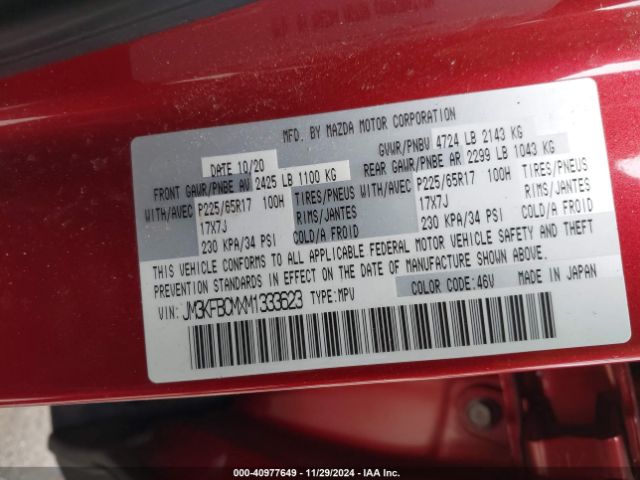 MFD. BY MAZDA MOTOR CORPORATION
DATE 10/20 GVWR/PNBV 4724 LB 2143 KG
FRONT GAWR/PNBE AV 2425 LB 1100 KG REAR GAWR/PNBE AR 2299 LB 1043 KG
WITH/AVEC P225/65R17 100H TIRES/PNEUS WITH/AVEC P225/65R17 100H TIRES/PNEUS
17X7J RIMS/JANTES 17X7J RIMS/JANTES
230 KPA/34 PSI COLD/A FROID 230 KPA/34 PSI COLD/A FROID
THIS VEHICLE CONFORMS TO ALL APPLICABLE FEDERAL MOTOR VEHICLE SAFETY AND THEFT
PREVENTION STANDARDS IN EFFECT ON THE DATE OF MANUFACTURE SHOWN ABOVE.
VIN: JM3KFBCMXM1333623 TYPE:MPV COLOR CODE:46V MADE IN JAPAN
© - STOCK #: 40977649 | 11/29/2024 - IAA Inc.